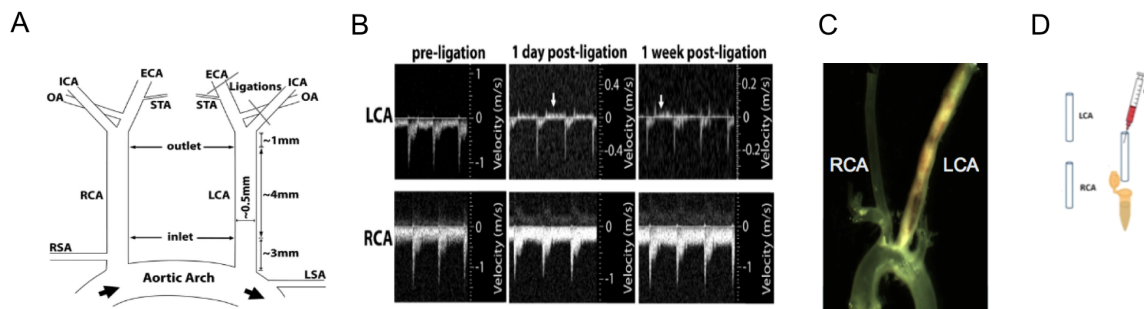 A
ICA
ECA
ECA
Ligations
ICA
OA
STA
STA
OA
~1mm
outlet
RCA
LCA
~0.5mm
~4mm
inlet
~3mm
RSA
Aortic Arch
LSA
B
pre-ligation
1 day post-ligation
1 week post-ligation
LCA
1
0
-1
Velocity (m/s)
0.4
0
-0.4
Velocity (m/s)
0.2
0
-0.2
Velocity (m/s)
RCA
0
-1
Velocity (m/s)
0
-1
Velocity (m/s)
0
-1
Velocity (m/s)
C
RCA
LCA
D
LCA
RCA